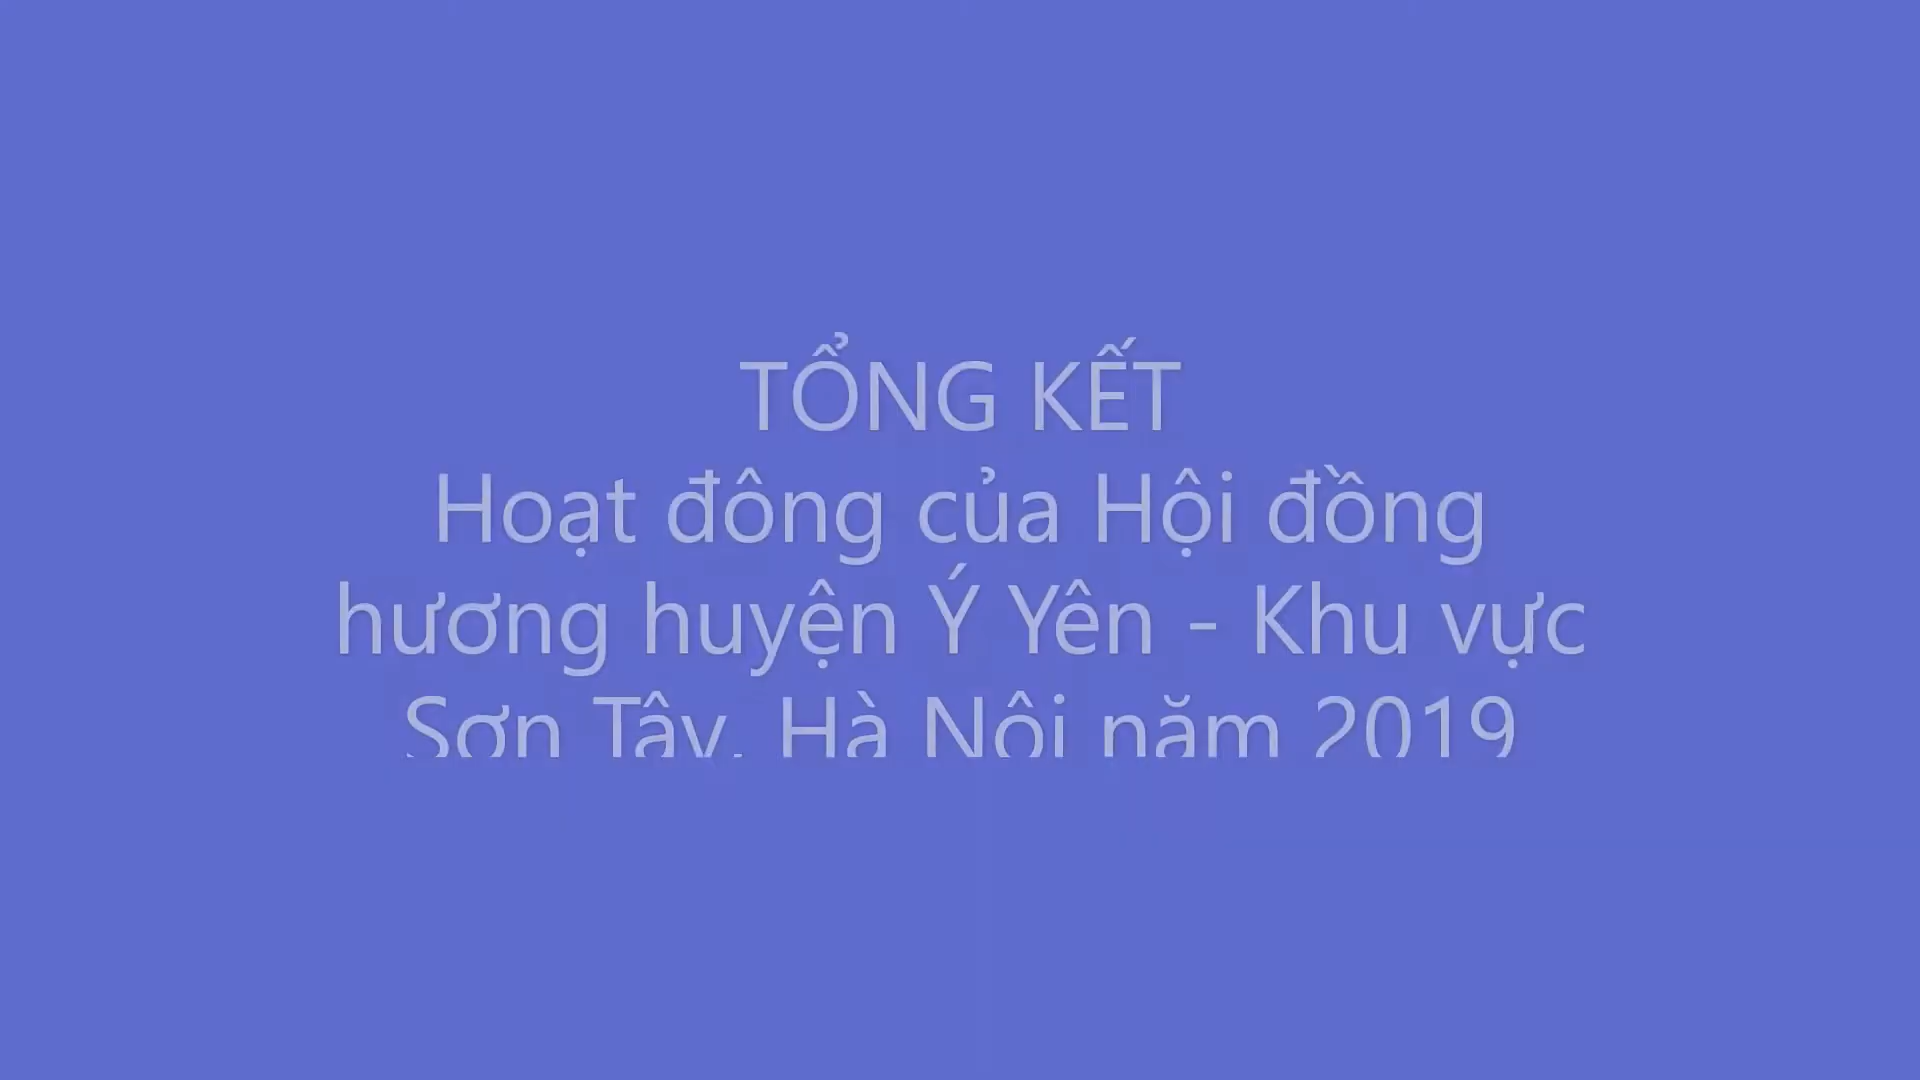 TỔNG KẾT
Hoạt đông của Hội đồng
hương huyện Ý Yên - Khu vực
Sơn Tây, Hà Nội năm 2019